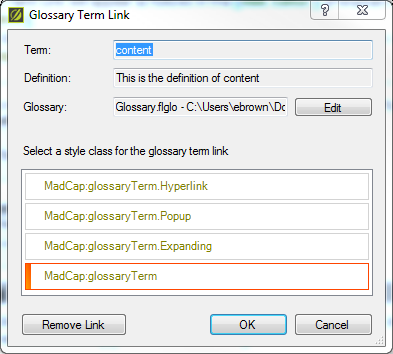 Glossary Term Link
Term: content
Definition: This is the definition of content
Glossary: Glossary.flglo - C:\Users\ebrown\Do Edit
Select a style class for the glossary term link
MadCap:glossaryTerm.Hyperlink
MadCap:glossaryTerm.Popup
MadCap:glossaryTerm.Expanding
MadCap:glossaryTerm
Remove Link OK Cancel